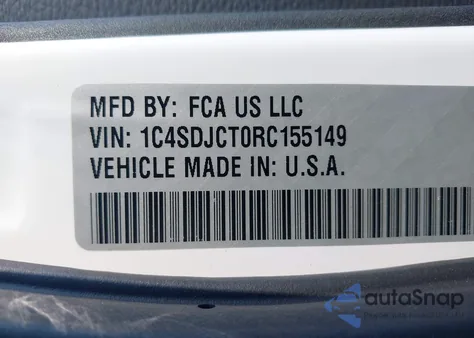 MFD BY: FCA US LLC
VIN: 1C4SDJCT0RC155149
VEHICLE MADE IN: U.S.A.
autoSnap